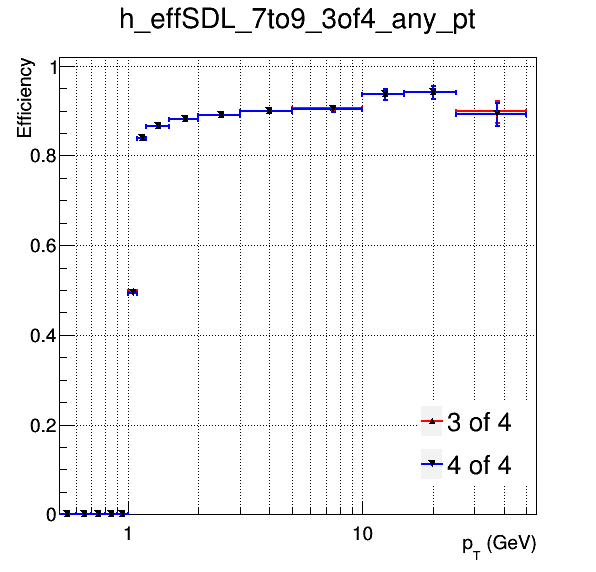 h_effSDL_7to9_3of4_any_pt
Efficiency
1
0.8
0.6
0.4
0.2
0
3 of 4
4 of 4
1
10
p_T (GeV)